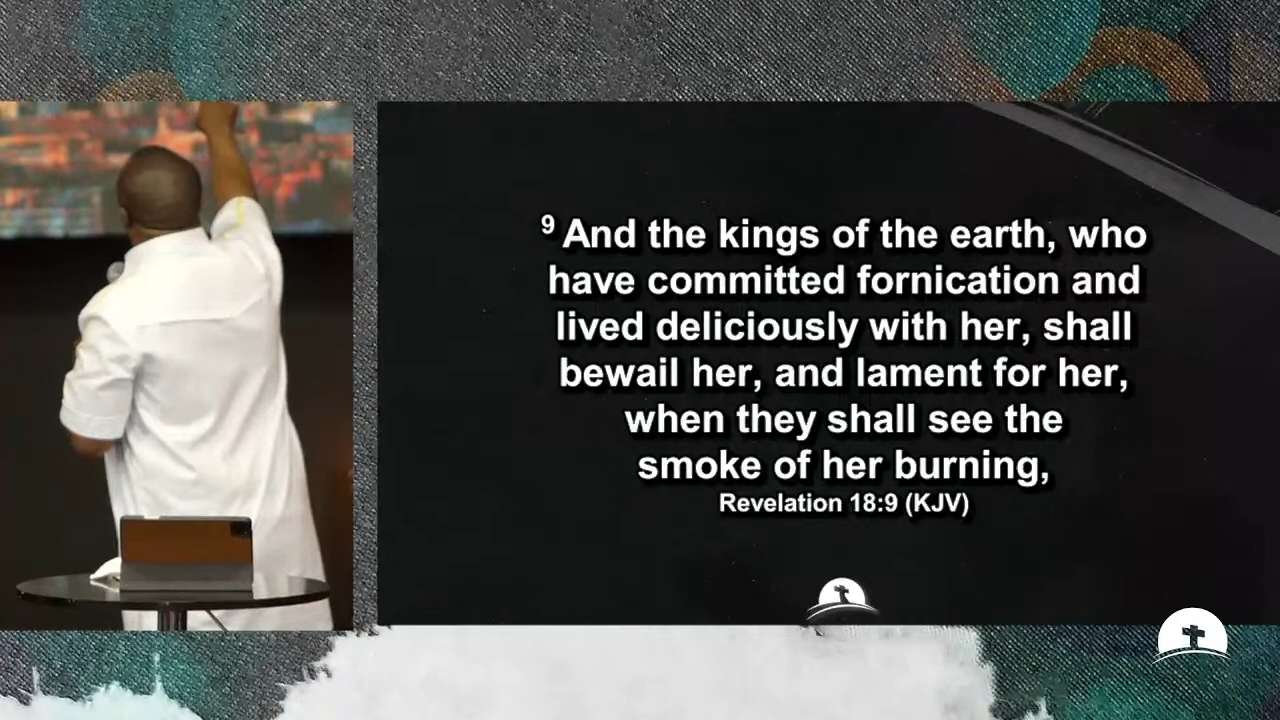 9 And the kings of the earth, who
have committed fornication and
lived deliciously with her, shall
bewail her, and lament for her,
when they shall see the
smoke of her burning,
Revelation 18:9 (KJV)